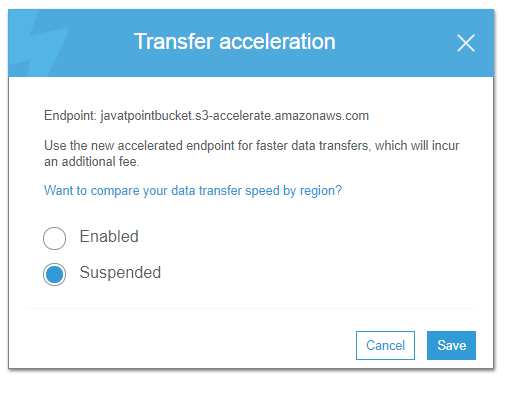 Transfer acceleration
Endpoint: javatpointbucket.s3-accelerate.amazonaws.com
Use the new accelerated endpoint for faster data transfers, which will incur
an additional fee.
Want to compare your data transfer speed by region?
Enabled
Suspended
Cancel
Save